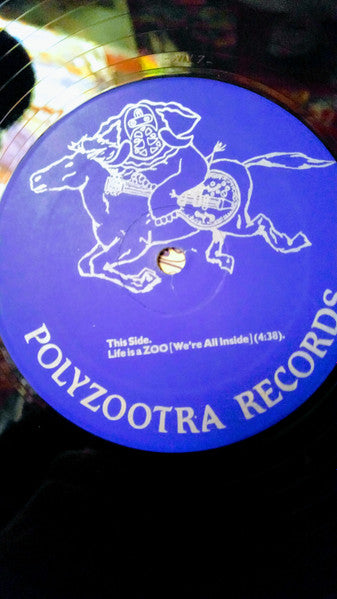 This Side.
Life is a ZOO [We're All Inside] (4:38).
POLYZOOTRA RECORDS